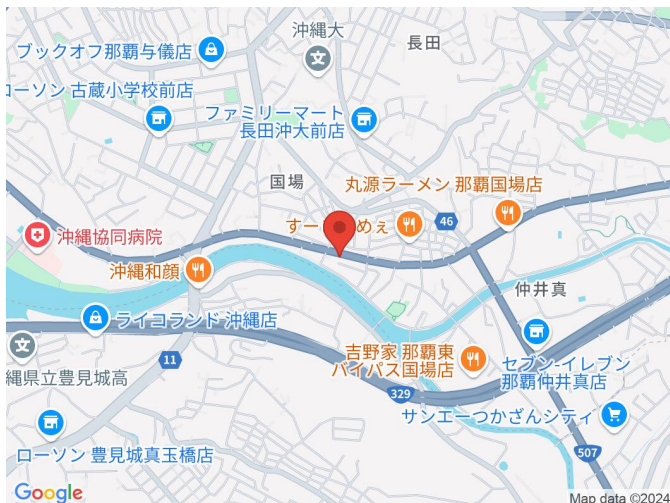 沖縄大
長田
ブックオフ那覇与儀店
ローソン 古蔵小学校前店
ファミリーマート
長田沖大前店
国場
丸源ラーメン 那覇国場店
すー
めぇ
46
沖縄協同病院
沖縄和顔
仲井真
ライコランド 沖縄店
縄県立豊見城高
11
吉野家 那覇東
バイパス国場店
セブン-イレブン
那覇仲井真店
329
サンエーつかざんシティ
ローソン 豊見城真玉橋店
507
Google
Map data ©2024